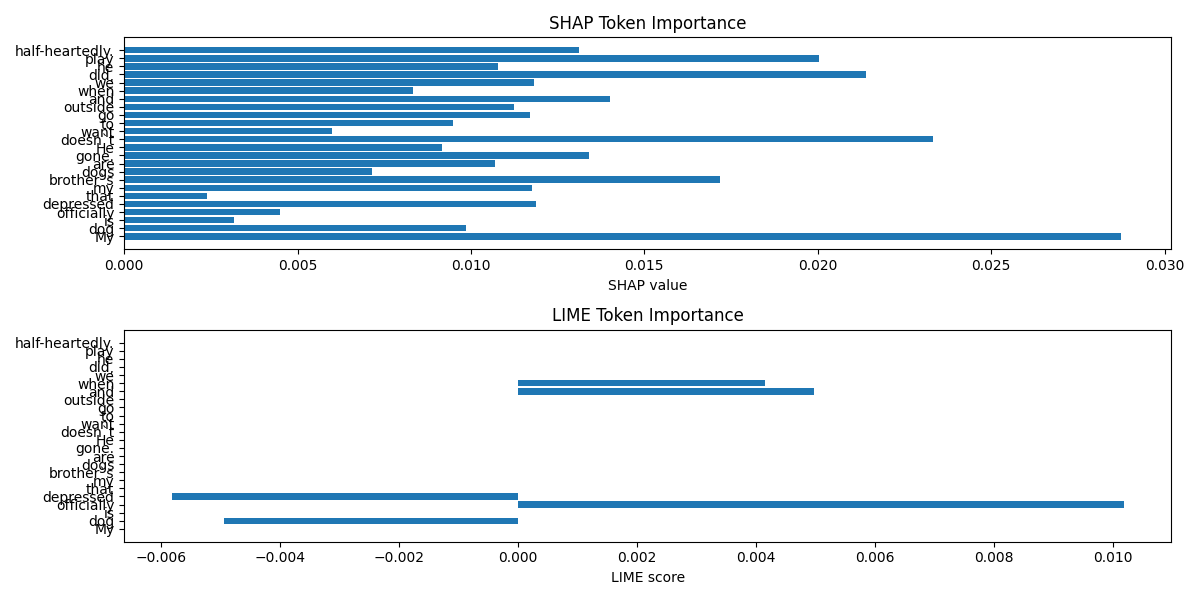 SHAP Token Importance
half-heartedly.
play
he
did,
we
when
and
outside
go
to
want
doesn't
He
gone.
are
dogs
brother's
my
that
depressed
officially
is
dog
My
0.000 0.005 0.010 0.015 0.020 0.025 0.030
SHAP value
LIME Token Importance
half-heartedly.
play
he
did,
we
when
and
outside
go
to
want
doesn't
He
gone.
are
dogs
brother's
my
that
depressed
officially
is
dog
My
−0.006 −0.004 −0.002 0.000 0.002 0.004 0.006 0.008 0.010
LIME score